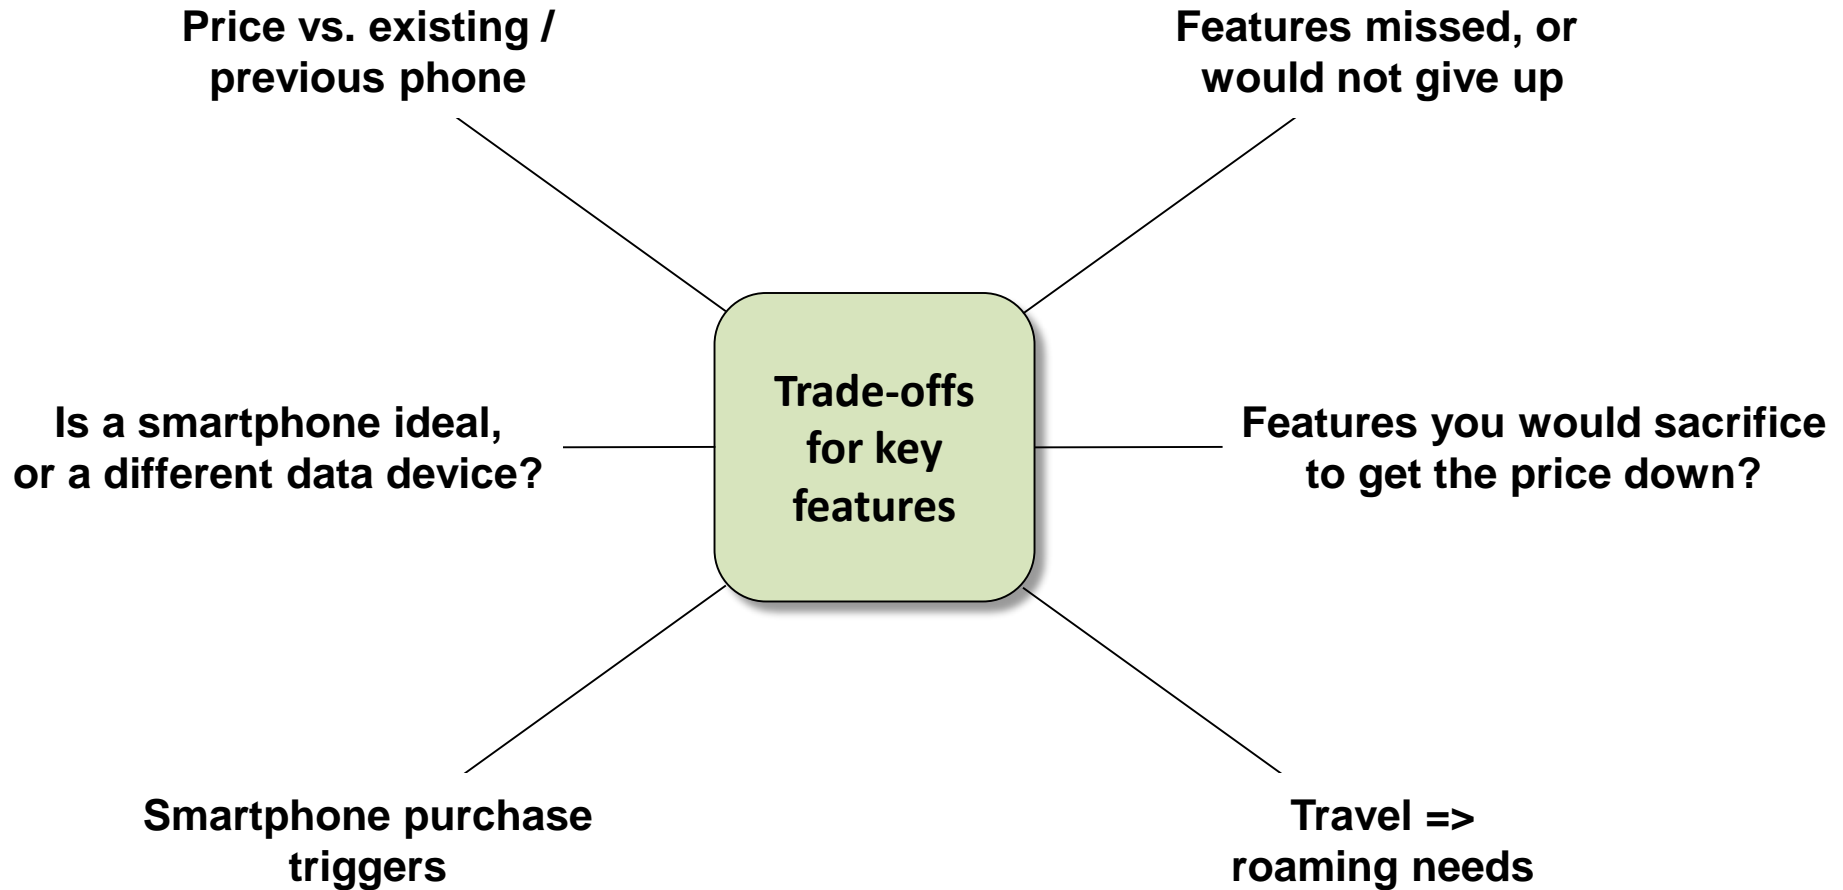 Price vs. existing /
previous phone
Features missed, or
would not give up
Is a smartphone ideal,
or a different data device?
Trade-offs
for key
features
Features you would sacrifice
to get the price down?
Smartphone purchase
triggers
Travel =>
roaming needs